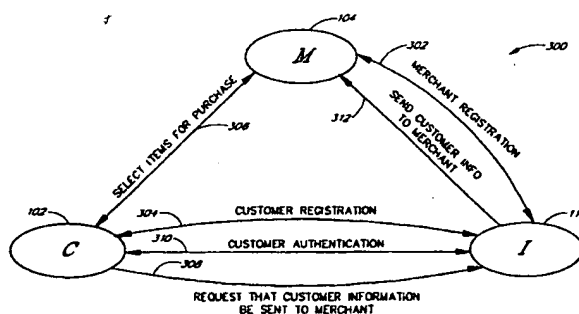 104
M
302
300
MERCHANT REGISTRATION
SEND CUSTOMER INFO
TO MERCHANT
312
SELECT ITEMS FOR PURCHASE
306
102
304
CUSTOMER REGISTRATION
310
CUSTOMER AUTHENTICATION
C
I
308
REQUEST THAT CUSTOMER INFORMATION
BE SENT TO MERCHANT